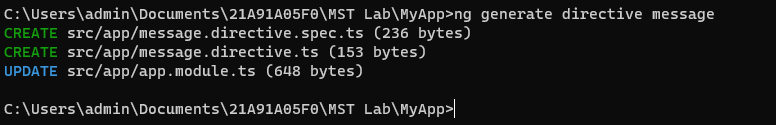 C:\Users\admin\Documents\21A91A05F0\MST Lab\MyApp>ng generate directive message
CREATE src/app/message.directive.spec.ts (236 bytes)
CREATE src/app/message.directive.ts (153 bytes)
UPDATE src/app/app.module.ts (648 bytes)
C:\Users\admin\Documents\21A91A05F0\MST Lab\MyApp>